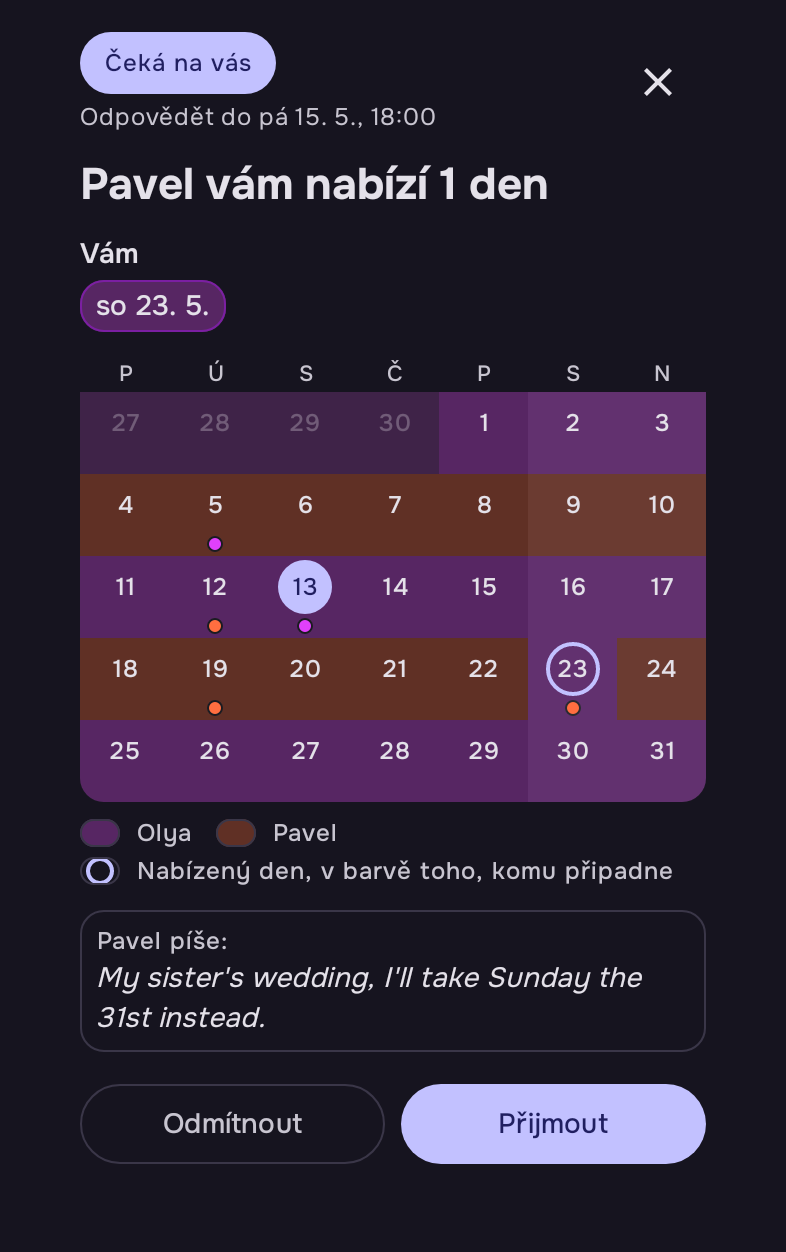 Čeká na vás
Odpovědět do pá 15. 5., 18:00
Pavel vám nabízí 1 den
Vám
so 23. 5.
P Ú S Č P S N
27 28 29 30 1 2 3
4 5 6 7 8 9 10
11 12 13 14 15 16 17
18 19 20 21 22 23 24
25 26 27 28 29 30 31
Olya Pavel
Nabízený den, v barvě toho, komu připadne
Pavel píše:
My sister's wedding, I'll take Sunday the
31st instead.
Odmítnout Přijmout